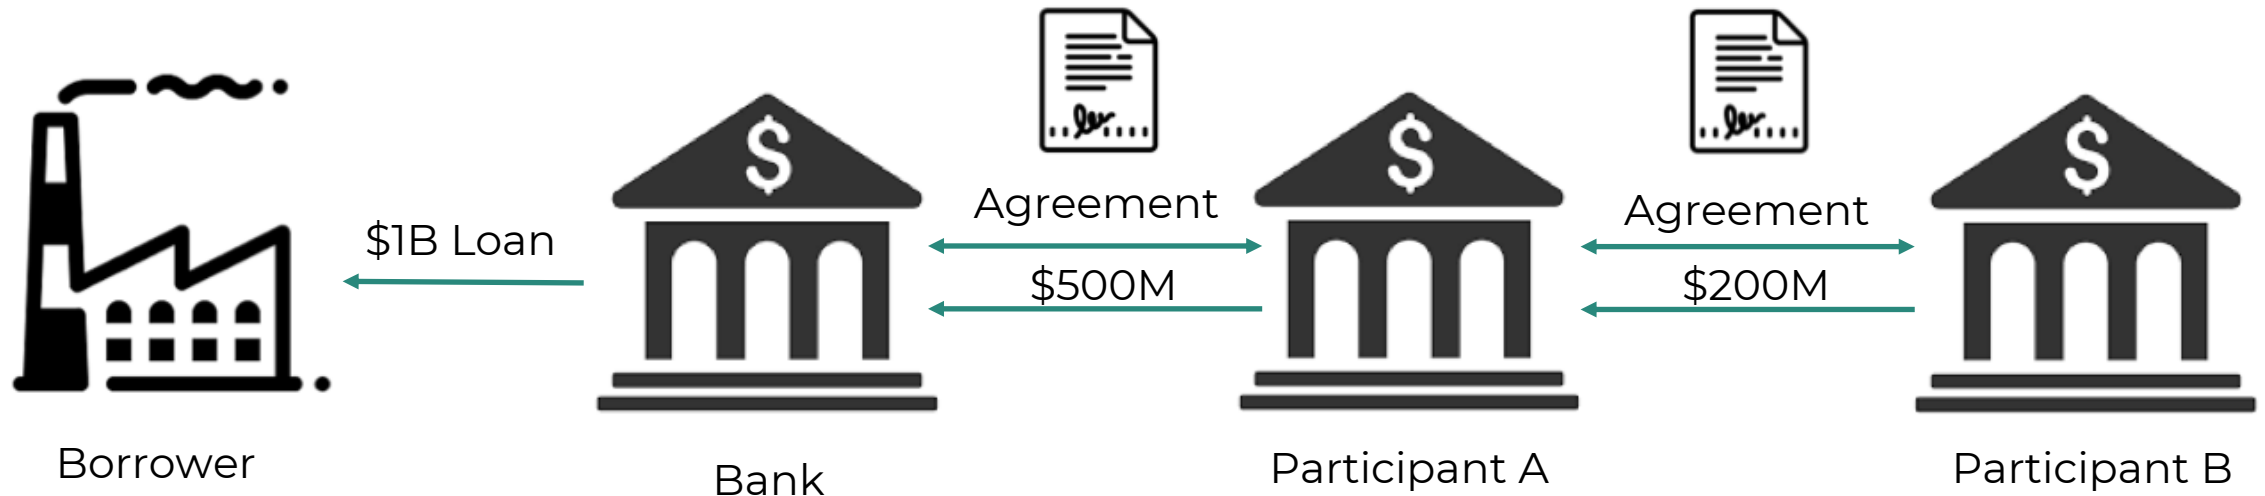 Agreement
Agreement
$1B Loan
$500M
$200M
Borrower
Bank
Participant A
Participant B
$
$
$